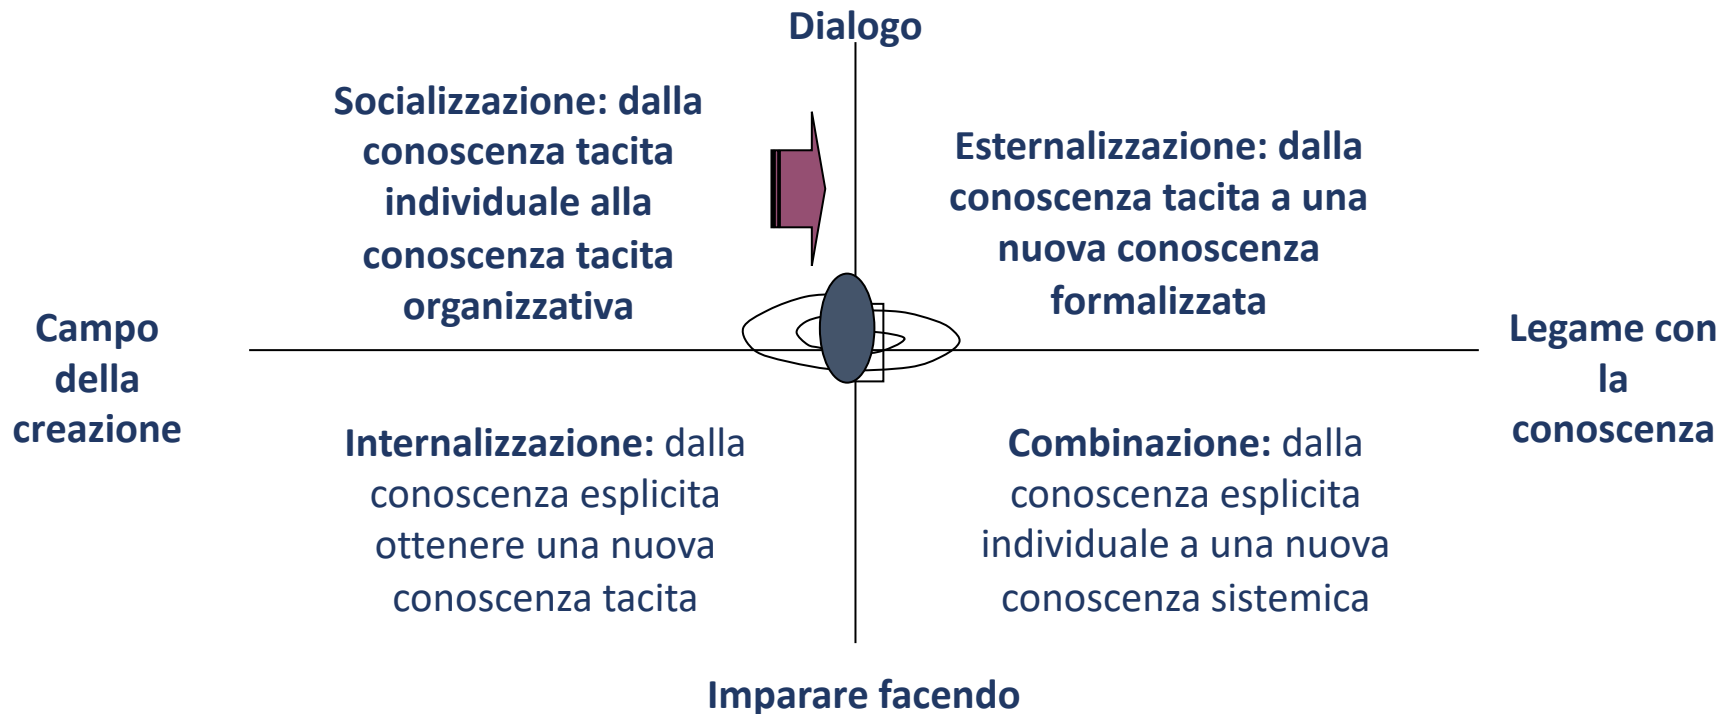 Dialogo
Socializzazione: dalla
conoscenza tacita
individuale alla
conoscenza tacita
organizzativa
Esternalizzazione: dalla
conoscenza tacita a una
nuova conoscenza
formalizzata
Campo
della
creazione
Legame con
la
conoscenza
Internalizzazione: dalla
conoscenza esplicita
ottenere una nuova
conoscenza tacita
Combinazione: dalla
conoscenza esplicita
individuale a una nuova
conoscenza sistemica
Imparare facendo